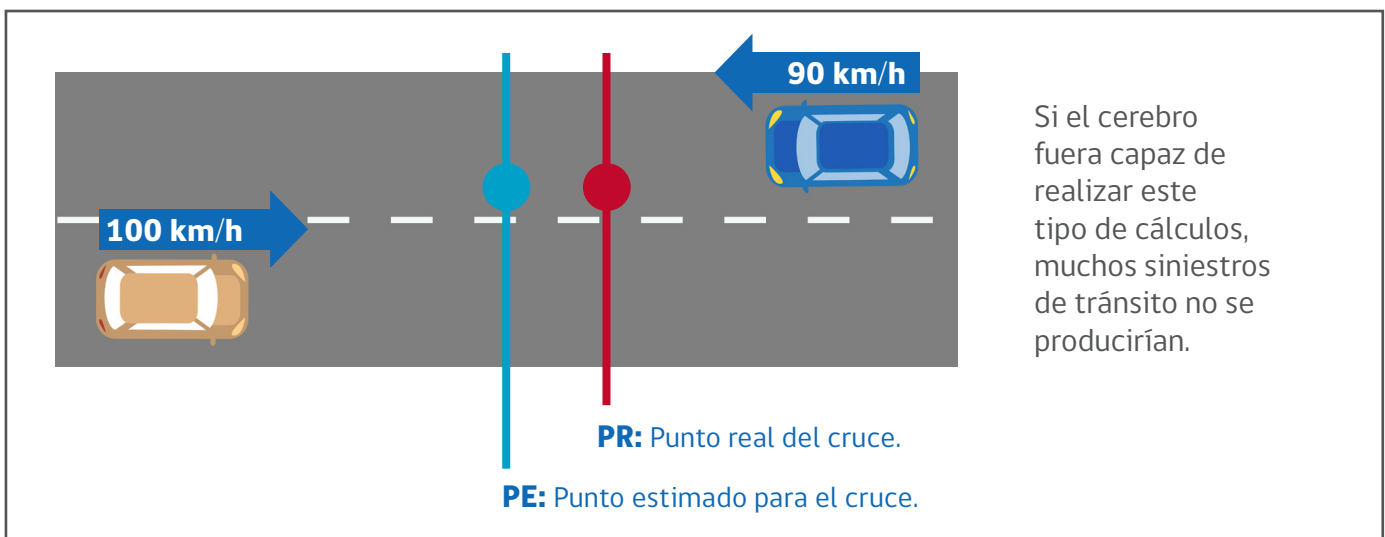 90 km/h
100 km/h
Si el cerebro
fuera capaz de
realizar este
tipo de cálculos,
muchos siniestros
de tránsito no se
producirían.
PR: Punto real del cruce.
PE: Punto estimado para el cruce.